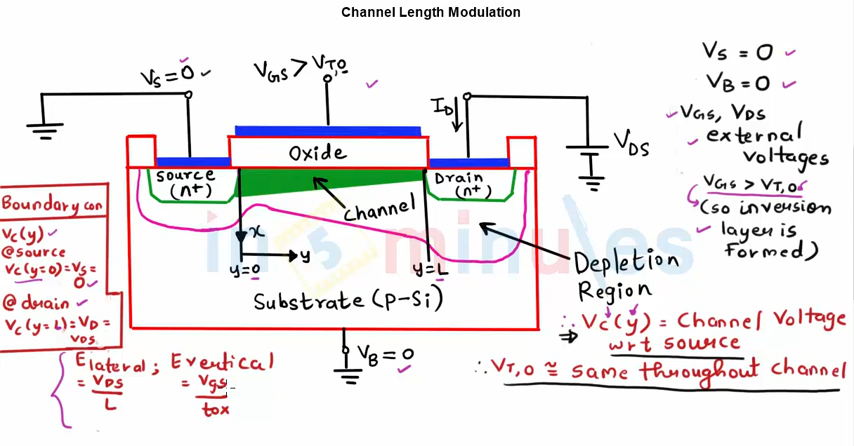 Channel Length Modulation
Vs = 0
VGS > VT,0
ID
VDS
Oxide
Source
(n+)
Drain
(n+)
Channel
x
y
y=0
y=L
Substrate (P-Si)
Depletion
Region
VB = 0
in 5 minutes
Boundary con
Vc(y)
@source
Vc(y=0)=Vs=
0
@ drain
Vc(y=L)=VD=
VDS
Elateral ; Evertical
= VDS
L
= Vgs
tox
Vs = 0
VB = 0
VGS, VDS
external
voltages
VGS > VT,0
(so inversion
layer is
formed)
∴ Vc(y) = Channel Voltage
⇒ wrt source
∴ VT,0 ≅ same throughout channel